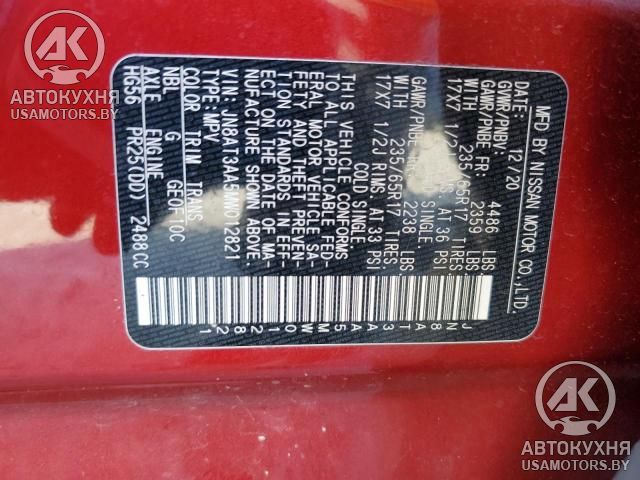 MFD BY NISSAN MOTOR CO.,LTD.
DATE: 12/20
GVWR/PNBV: 4486 LBS.
GAWR/PNBE FR: 2359 LBS.
235/65R17 TIRES
17X7 1/2J RIMS, AT 36 PSI
WITH COLD SINGLE
GAWR/PNBE RR: 2238 LBS.
WITH 235/65R17 TIRES,
17X7 1/2J RIMS, AT 33 PSI
COLD SINGLE
THIS VEHICLE CONFORMS
TO ALL APPLICABLE FED-
ERAL MOTOR VEHICLE SA-
FETY AND THEFT PREVEN-
TION STANDARDS IN EFF-
ECT ON THE DATE OF MA-
NUFACTURE SHOWN ABOVE.
VIN: JN8AT3AA5MW012821
TYPE: MPV
COLOR TRIM TRANS
NBL G GE0F10C
AXLE ENGINE
HG56 PR25(DD) 2488CC
JN8AT3AA5MW012821
АК
АВТОКУХНЯ
USAMOTORS.BY
АК
АВТОКУХНЯ
USAMOTORS.BY